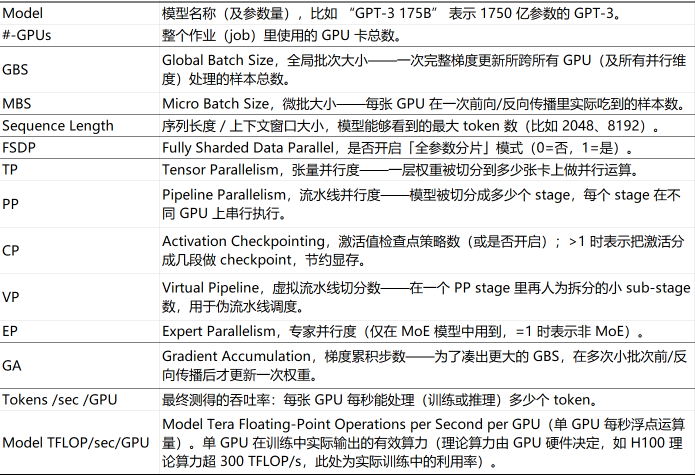 Model 模型名称（及参数量），比如 “GPT-3 175B” 表示 1750 亿参数的 GPT-3。
#-GPUs 整个作业（job）里使用的 GPU 卡总数。
GBS Global Batch Size，全局批次大小——一次完整梯度更新所跨所有 GPU（及所有并行维
度）处理的样本总数。
MBS Micro Batch Size，微批大小——每张 GPU 在一次前向/反向传播里实际吃到的样本数。
Sequence Length 序列长度 / 上下文窗口大小，模型能够看到的最大 token 数（比如 2048、8192）。
FSDP Fully Sharded Data Parallel，是否开启「全参数分片」模式（0=否，1=是）。
TP Tensor Parallelism，张量并行度——一层权重被切分到多少张卡上做并行运算。
PP Pipeline Parallelism，流水线并行度——模型被切分成多少个 stage，每个 stage 在不
同 GPU 上串行执行。
CP Activation Checkpointing，激活值检查点策略数（或是否开启）；>1 时表示把激活分
成几段做 checkpoint，节约显存。
VP Virtual Pipeline，虚拟流水线切分数——在一个 PP stage 里再人为拆分的小 sub-stage
数，用于伪流水线调度。
EP Expert Parallelism，专家并行度（仅在 MoE 模型中用到，=1 时表示非 MoE）。
GA Gradient Accumulation，梯度累积步数——为了凑出更大的 GBS，在多次小批次前/反
向传播后才更新一次权重。
Tokens /sec /GPU 最终测得的吞吐率：每张 GPU 每秒能处理（训练或推理）多少个 token。
Model TFLOP/sec/GPU Model Tera Floating-Point Operations per Second per GPU（单 GPU 每秒浮点运算
量）。单 GPU 在训练中实际输出的有效算力（理论算力由 GPU 硬件决定，如 H100 理
论算力超 300 TFLOP/s，此处为实际训练中的利用率）。